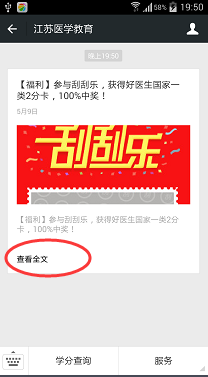 19:50
江苏医学教育
晚上19:50
【福利】参与刮刮乐，获得好医生国家一
类2分卡，100%中奖！
5月9日
刮刮乐
【福利】参与刮刮乐，获得好医生国家一类2分
卡，100%中奖！
查看全文
学分查询
服务